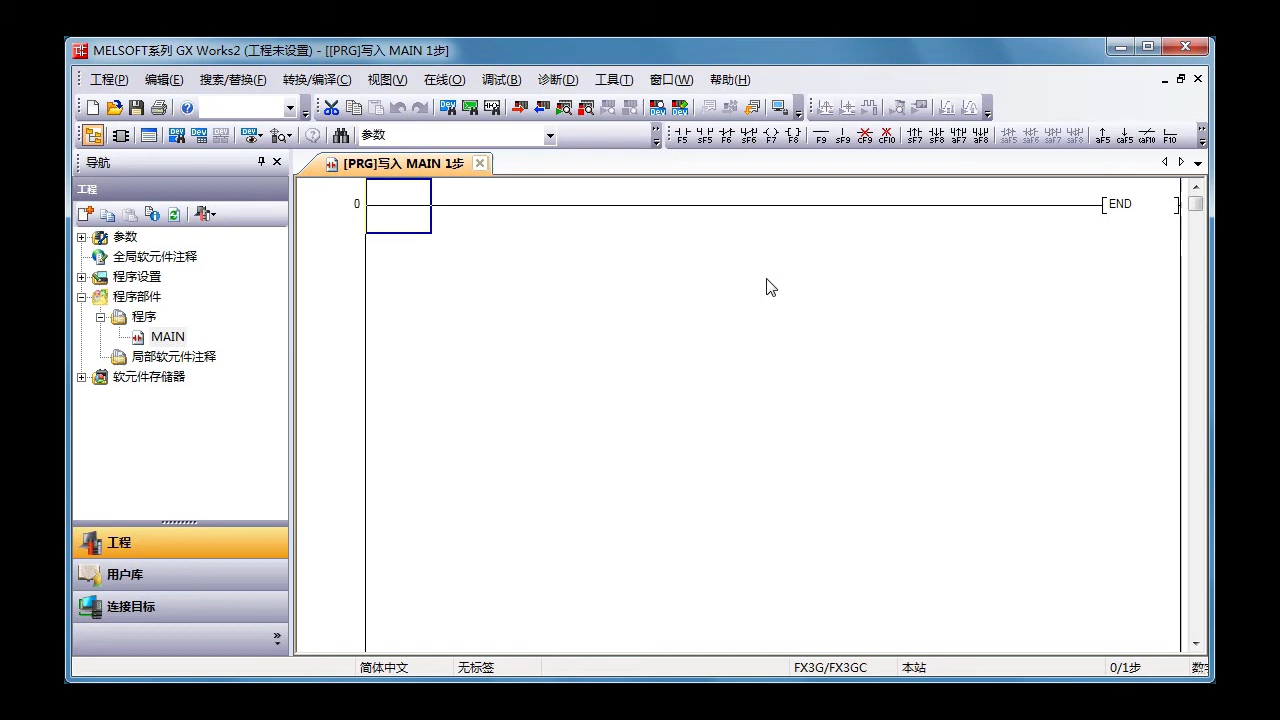 MELSOFT系列 GX Works2 (工程未设置) - [[PRG]写入 MAIN 1步]
工程(P) 编辑(E) 搜索/替换(F) 转换/编译(C) 视图(V) 在线(O) 调试(B) 诊断(D) 工具(T) 窗口(W) 帮助(H)
参数
F5 sF5 F6 sF6 F7 F8 F9 sF9 cF9 cF10 sF7 sF8 aF7 aF8 saF5 saF6 saF7 saF8 aF5 caF5 caF10 F10
导航
[PRG]写入 MAIN 1步
工程
0
END
参数
全局软元件注释
程序设置
程序部件
程序
MAIN
局部软元件注释
软元件存储器
工程
用户库
连接目标
简体中文 无标签 FX3G/FX3GC 本站 0/1步